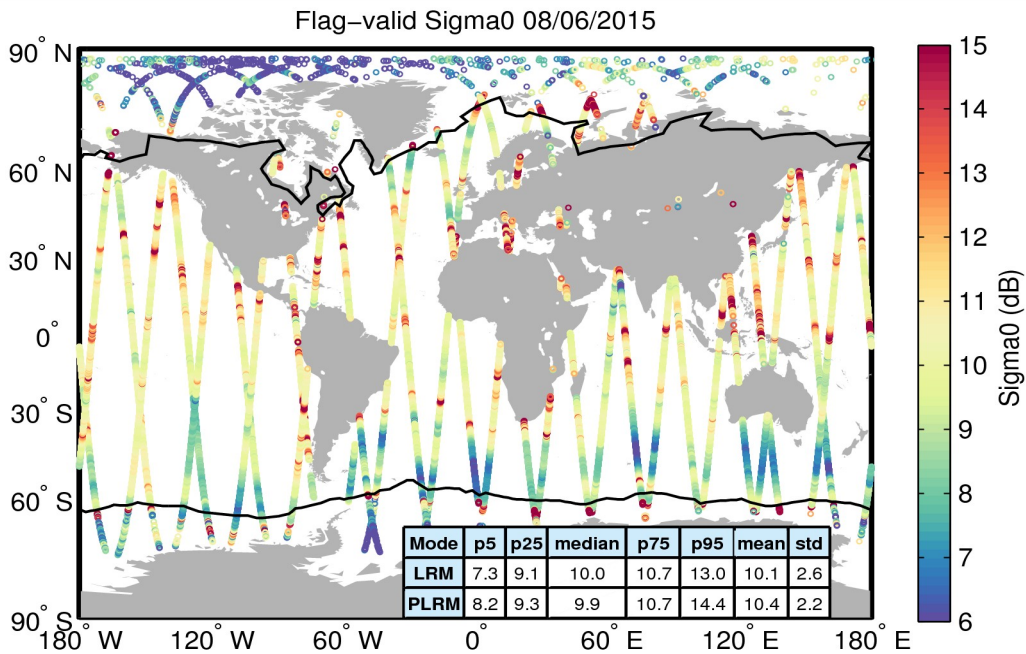 Flag−valid Sigma0 08/06/2015
90° N
60° N
30° N
0°
30° S
60° S
90° S
180° W 120° W 60° W 0° 60° E 120° E 180° E
Mode p5 p25 median p75 p95 mean std
LRM 7.3 9.1 10.0 10.7 13.0 10.1 2.6
PLRM 8.2 9.3 9.9 10.7 14.4 10.4 2.2
15
14
13
12
11
10
9
8
7
6
Sigma0 (dB)